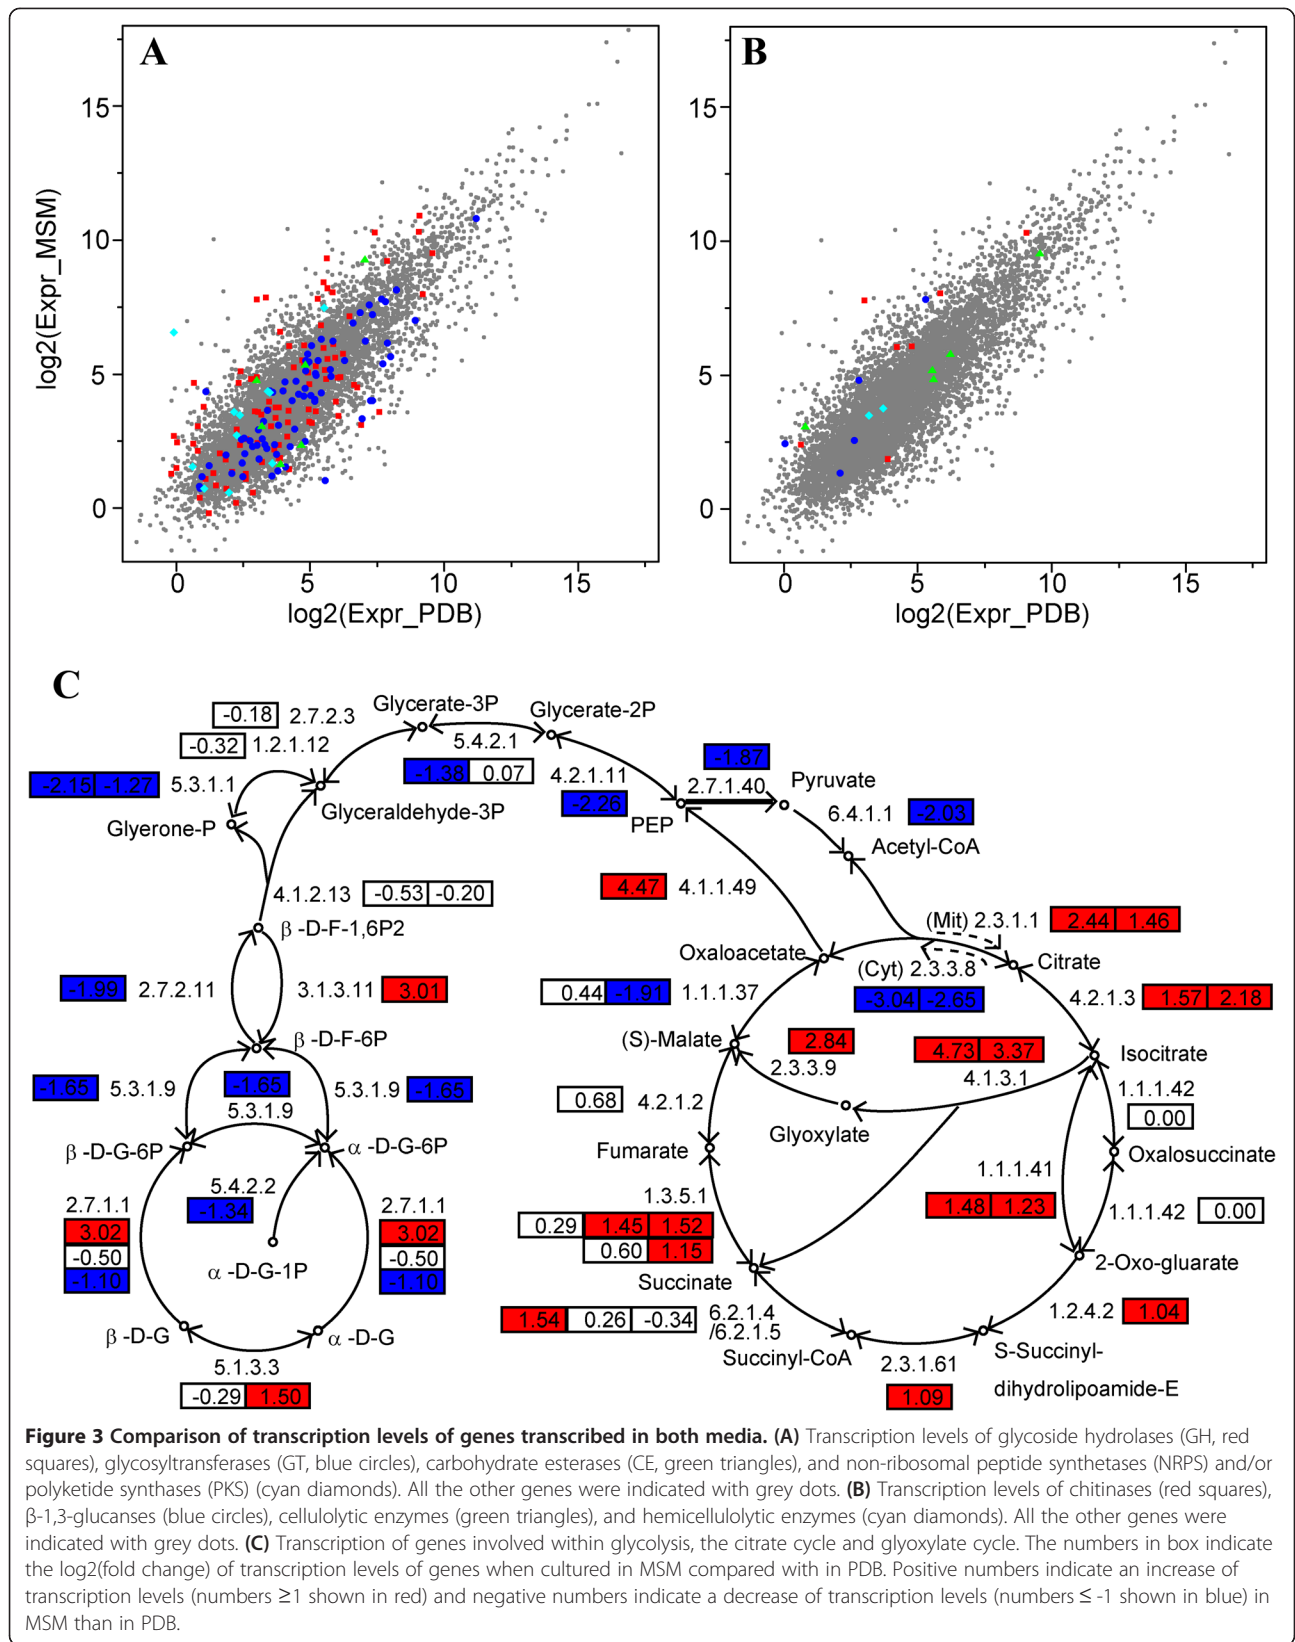 A
B
15
10
5
0
log2(Expr_MSM)
0 5 10 15
log2(Expr_PDB)
15
10
5
0
0 5 10 15
log2(Expr_PDB)
C
-0.18 2.7.2.3
-0.32 1.2.1.12
-2.15 -1.27 5.3.1.1
Glyerone-P
Glyceraldehyde-3P
Glycerate-3P
5.4.2.1
-1.38 0.07
Glycerate-2P
4.2.1.11
-2.26
PEP
-1.87
2.7.1.40
Pyruvate
6.4.1.1 -2.03
Acetyl-CoA
4.47 4.1.1.49
4.1.2.13 -0.53 -0.20
β -D-F-1,6P2
-1.99 2.7.2.11
3.1.3.11 3.01
β -D-F-6P
-1.65 5.3.1.9
-1.65
5.3.1.9
5.3.1.9 -1.65
β -D-G-6P
α -D-G-6P
2.7.1.1
3.02
-0.50
-1.10
5.4.2.2
-1.34
α -D-G-1P
2.7.1.1
3.02
-0.50
-1.10
β -D-G
α -D-G
5.1.3.3
-0.29 1.50
Oxaloacetate
(Mit) 2.3.1.1 2.44 1.46
(Cyt) 2.3.3.8
-3.04 -2.65
Citrate
4.2.1.3 1.57 2.18
0.44 -1.91 1.1.1.37
(S)-Malate
2.84
2.3.3.9
4.73 3.37
4.1.3.1
Isocitrate
1.1.1.42
0.00
0.68 4.2.1.2
Glyoxylate
Fumarate
Oxalosuccinate
1.1.1.41
1.48 1.23
1.1.1.42 0.00
1.3.5.1
0.29 1.45 1.52
0.60 1.15
Succinate
2-Oxo-gluarate
1.54 0.26 -0.34 6.2.1.4
/6.2.1.5
1.2.4.2 1.04
Succinyl-CoA
2.3.1.61
1.09
S-Succinyl-
dihydrolipoamide-E
Figure 3 Comparison of transcription levels of genes transcribed in both media. (A) Transcription levels of glycoside hydrolases (GH, red
squares), glycosyltransferases (GT, blue circles), carbohydrate esterases (CE, green triangles), and non-ribosomal peptide synthetases (NRPS) and/or
polyketide synthases (PKS) (cyan diamonds). All the other genes were indicated with grey dots. (B) Transcription levels of chitinases (red squares),
β-1,3-glucanses (blue circles), cellulolytic enzymes (green triangles), and hemicellulolytic enzymes (cyan diamonds). All the other genes were
indicated with grey dots. (C) Transcription of genes involved within glycolysis, the citrate cycle and glyoxylate cycle. The numbers in box indicate
the log2(fold change) of transcription levels of genes when cultured in MSM compared with in PDB. Positive numbers indicate an increase of
transcription levels (numbers ≥1 shown in red) and negative numbers indicate a decrease of transcription levels (numbers ≤ -1 shown in blue) in
MSM than in PDB.